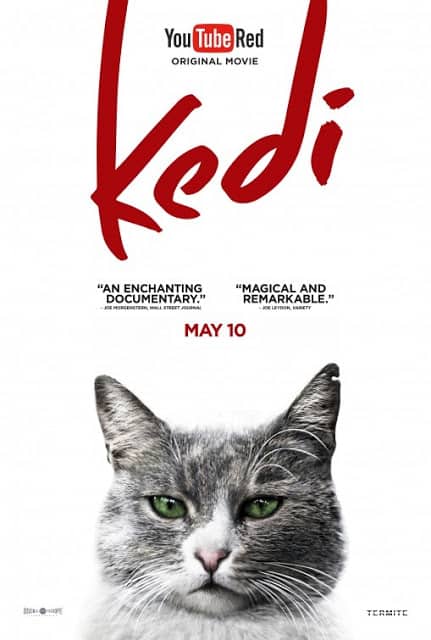 YouTube Red
ORIGINAL MOVIE
Kedi
"AN ENCHANTING
DOCUMENTARY."
- JOE MORGENSTERN, WALL STREET JOURNAL
"MAGICAL AND
REMARKABLE."
- JOE LEYDON, VARIETY
MAY 10
TERMITE